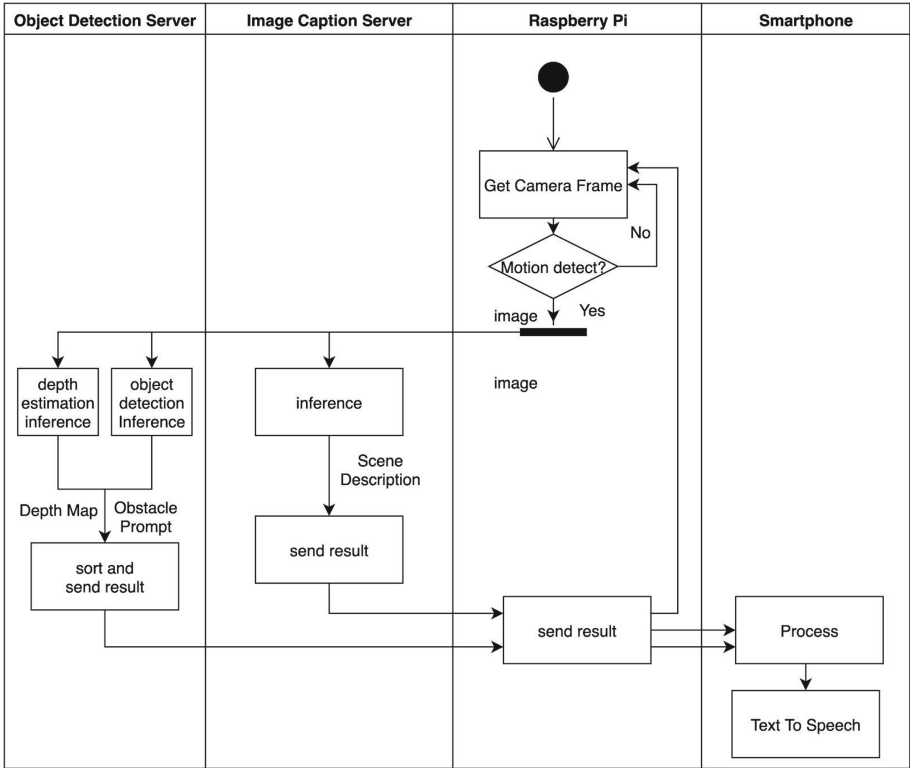 Object Detection Server
Image Caption Server
Raspberry Pi
Smartphone
Get Camera Frame
No
Motion detect?
Yes
image
image
depth
estimation
inference
object
detection
Inference
inference
Scene
Description
Depth Map
Obstacle
Prompt
send result
sort and
send result
send result
Process
Text To Speech